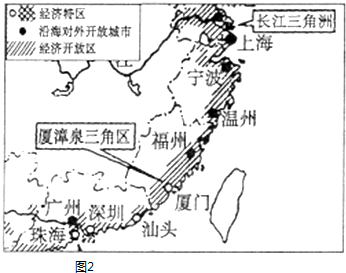 经济特区
沿海对外开放城市
经济开放区
长江三角洲
上海
江
宁波
温州
福州
厦漳泉三角区
厦门
广州
深圳
汕头
珠海
图2